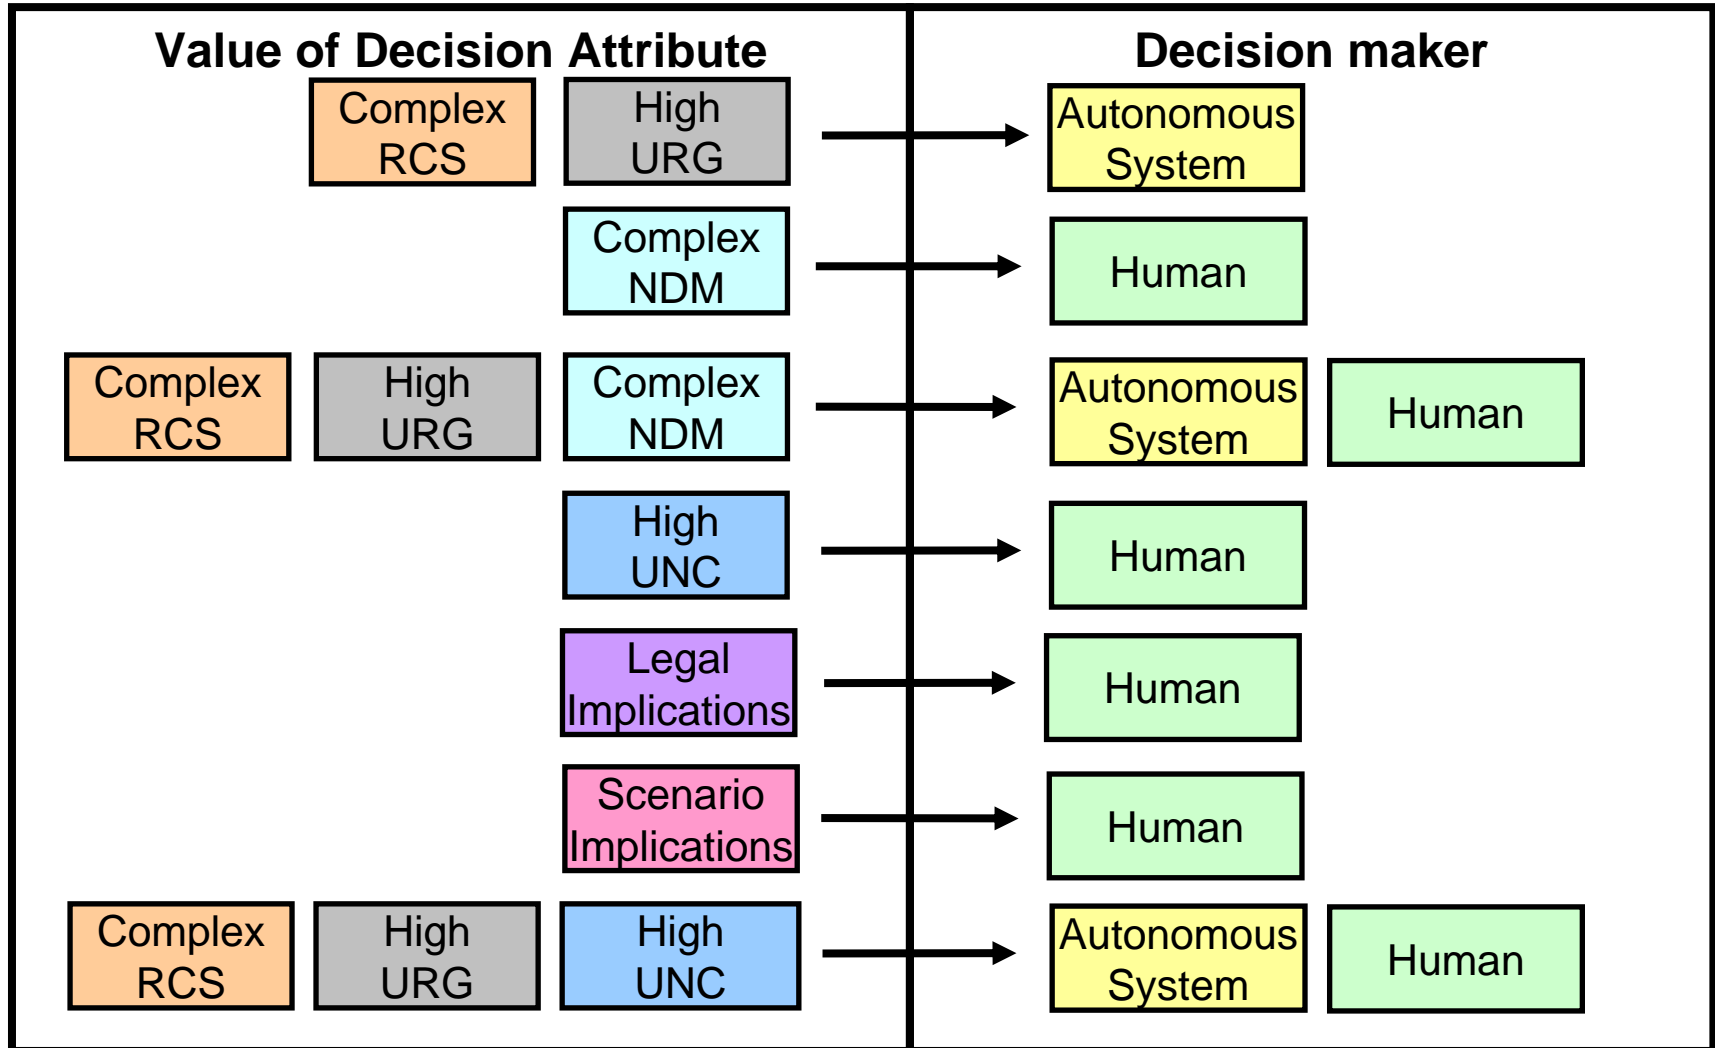 Value of Decision Attribute
Decision maker
Complex
RCS
High
URG
Autonomous
System
Complex
NDM
Human
Complex
RCS
High
URG
Complex
NDM
Autonomous
System
Human
High
UNC
Human
Legal
Implications
Human
Scenario
Implications
Human
Complex
RCS
High
URG
High
UNC
Autonomous
System
Human